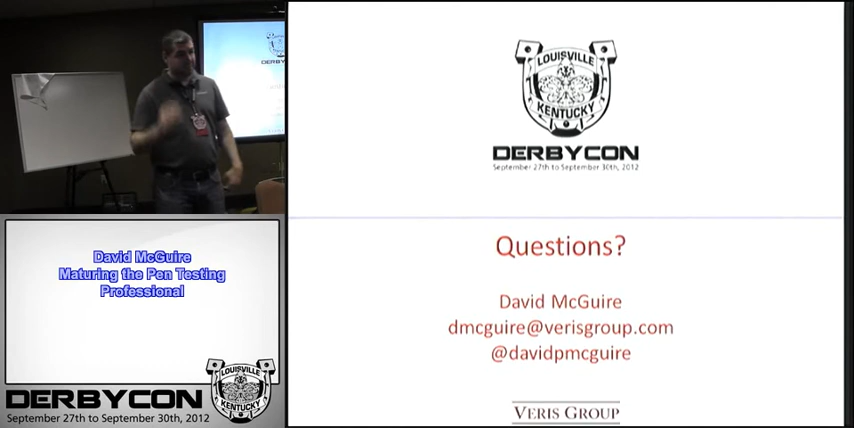 DERBY
David McGuire
Maturing the Pen Testing
Professional
LOUISVILLE
KENTUCKY
DERBYCON
September 27th to September 30th, 2012
LOUISVILLE
KENTUCKY
DERBYCON
September 27th to September 30th, 2012
Questions?
David McGuire
dmcguire@verisgroup.com
@davidpmcguire
VERIS GROUP